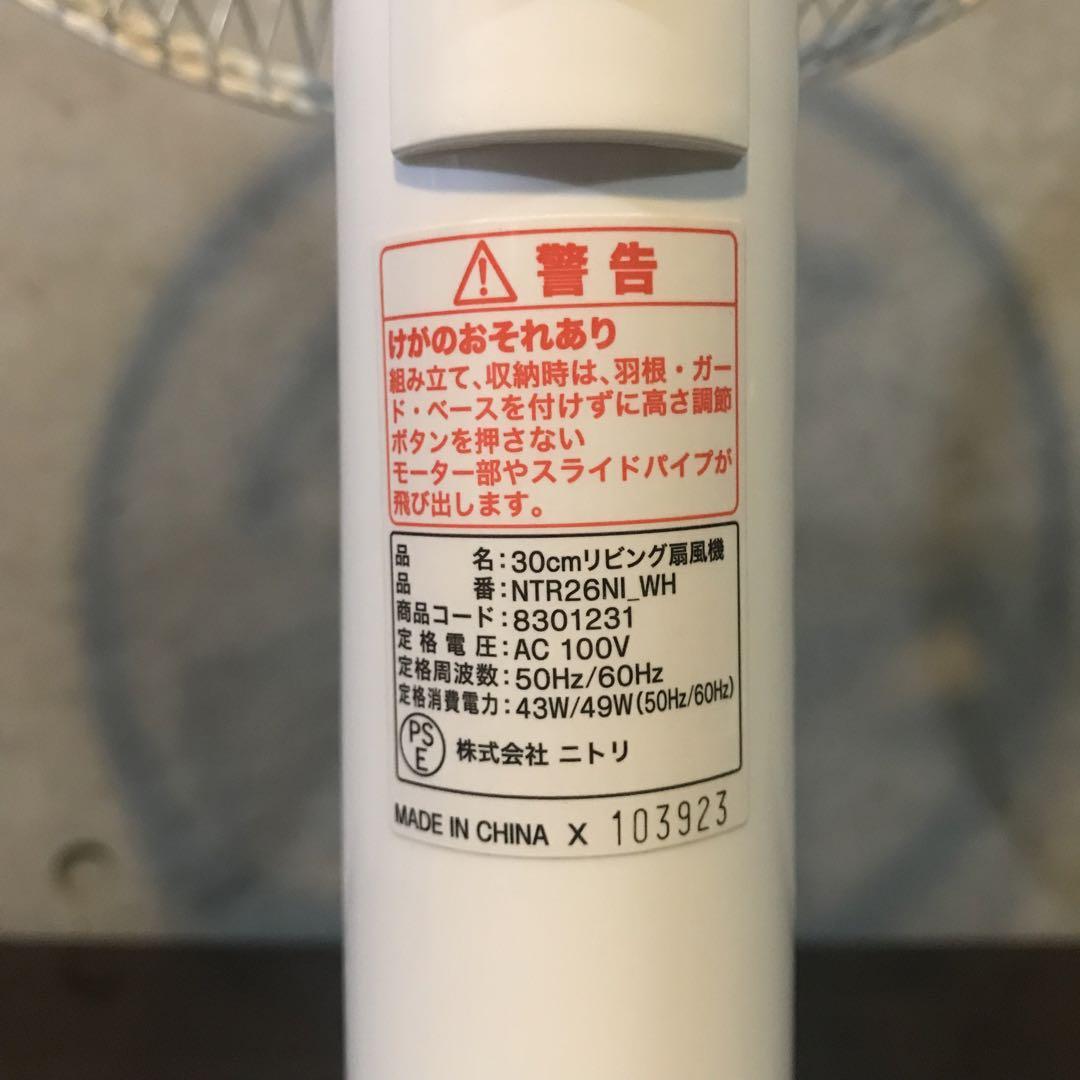 警告
けがのおそれあり
組み立て、収納時は、羽根・ガー
ド・ベースを付けずに高さ調節
ボタンを押さない
モーター部やスライドパイプが
飛び出します。
品名:30cmリビング扇風機
品番:NTR26NI_WH
商品コード:8301231
定格電圧:AC 100V
定格周波数:50Hz/60Hz
定格消費電力:43W/49W(50Hz/60Hz)
PSE 株式会社 ニトリ
MADE IN CHINA X 103923